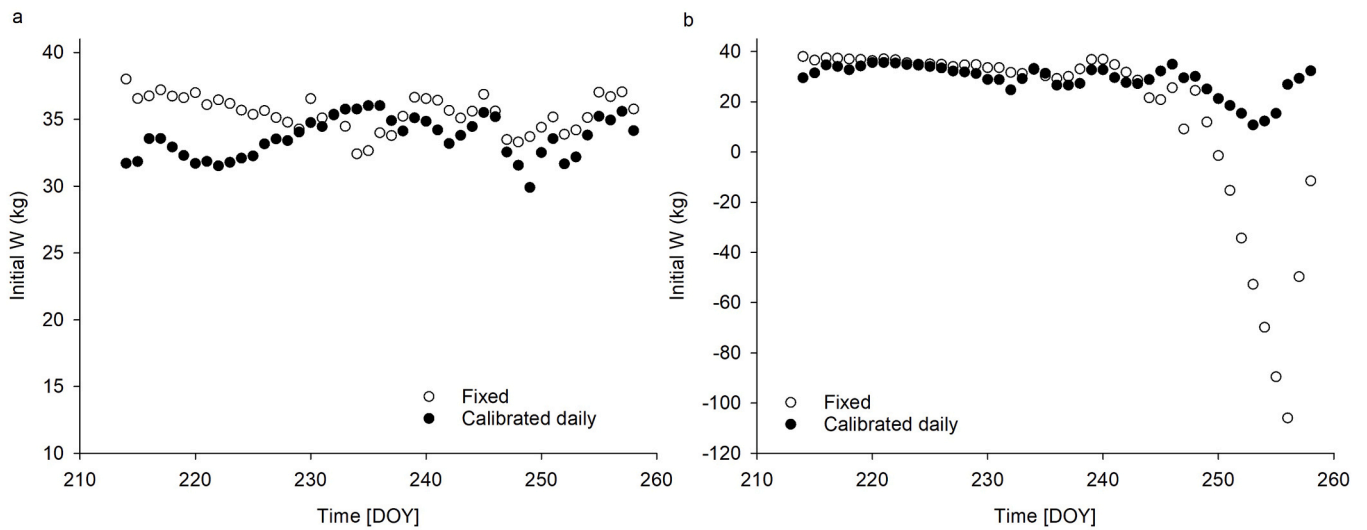 a
40
35
30
25
20
15
10
210
220
230
240
250
260
Initial W (kg)
Time [DOY]
Fixed
Calibrated daily
b
40
20
0
-20
-40
-60
-80
-100
-120
210
220
230
240
250
260
Initial W (kg)
Time [DOY]
Fixed
Calibrated daily